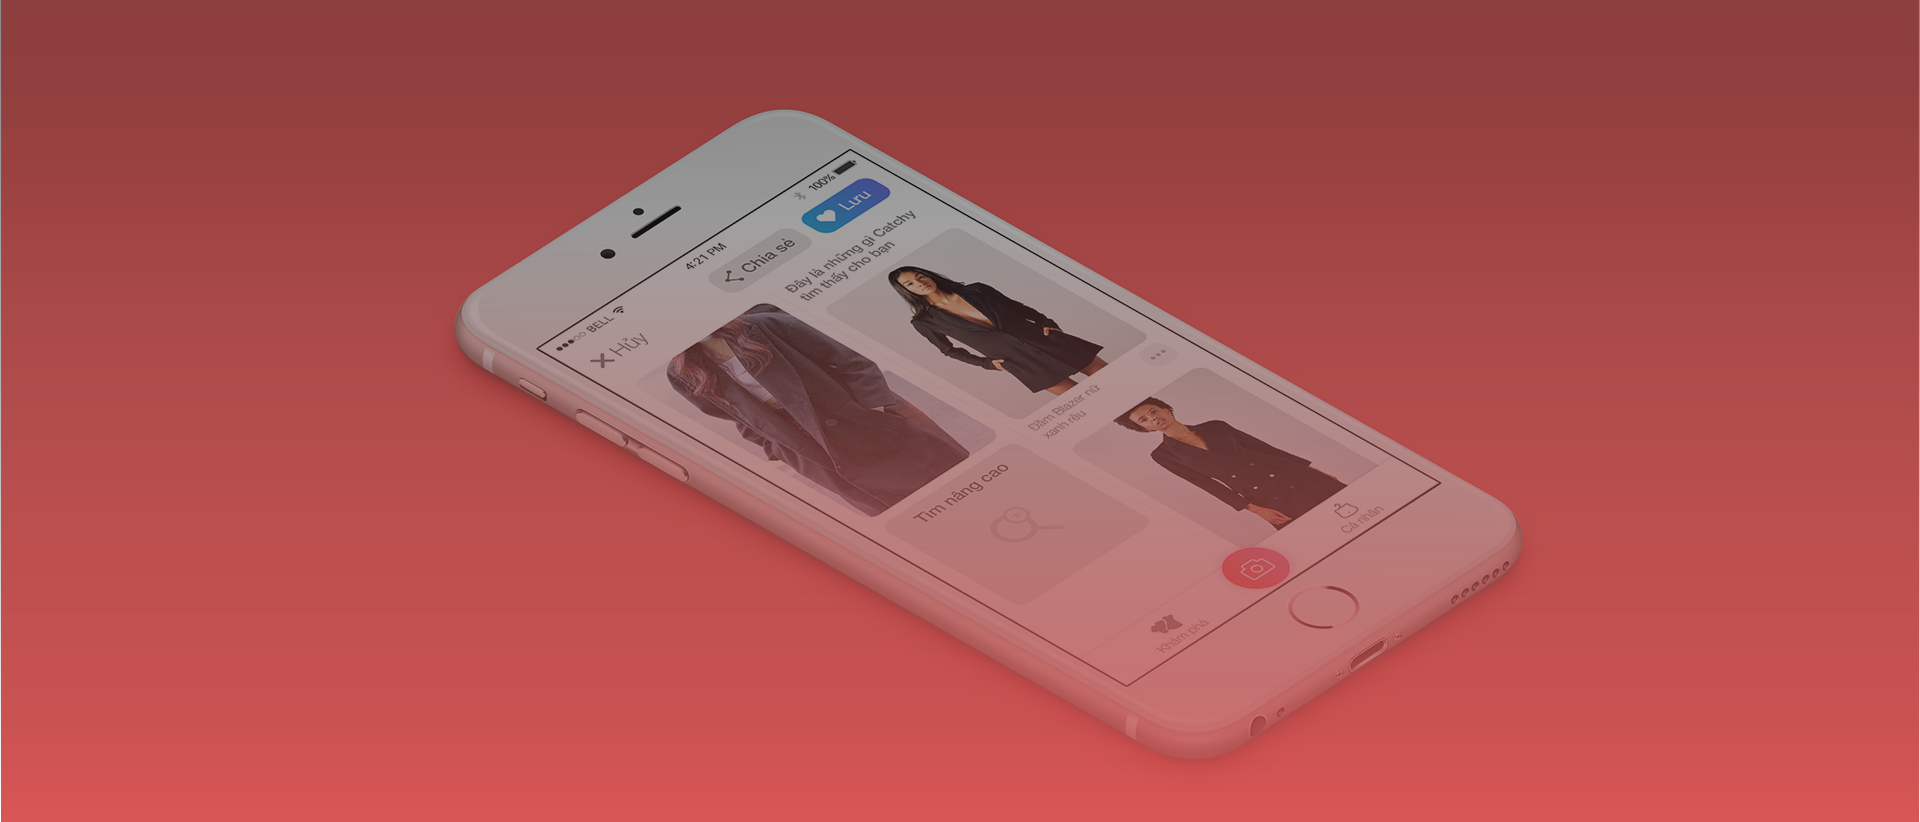 BELL
4:21 PM
100%
Hủy
Chia sẻ
Lưu
Đây là những gì Catchy
tìm thấy cho bạn
Đầm Blazer nữ
xanh rêu
Tìm nâng cao
Khám phá
Cá nhân